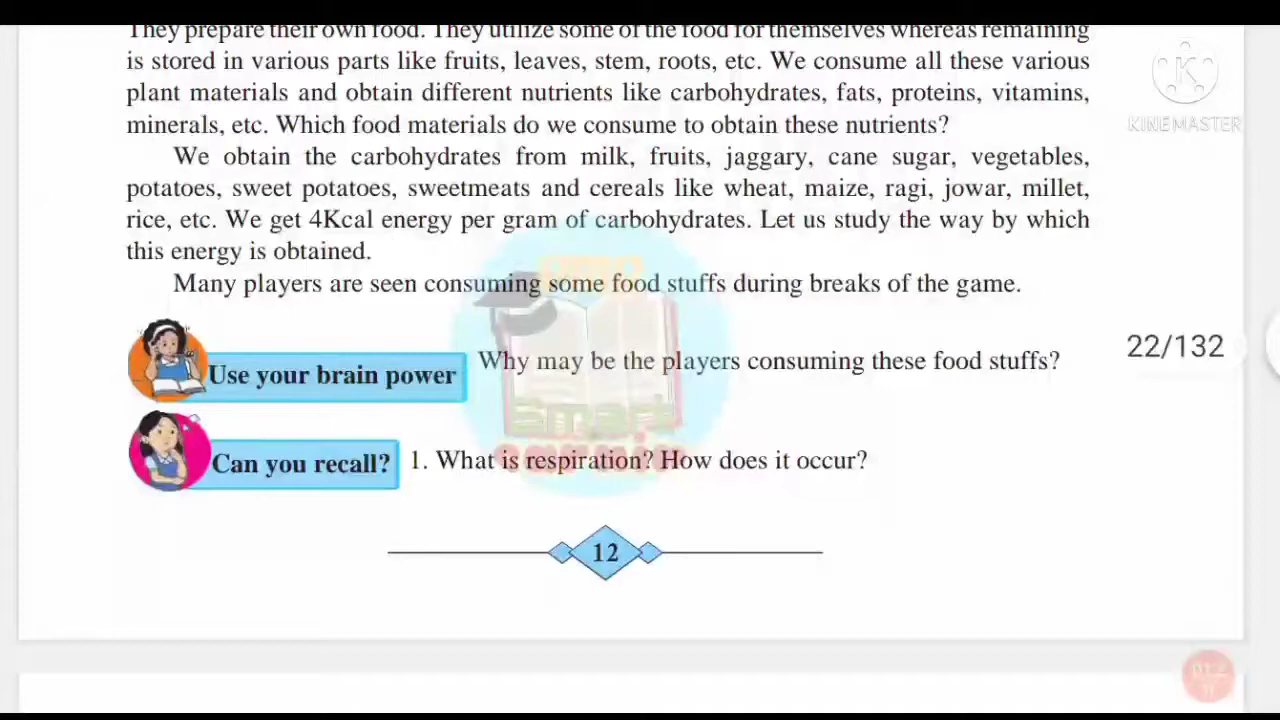 They prepare their own food. They utilize some of the food for themselves whereas remaining
is stored in various parts like fruits, leaves, stem, roots, etc. We consume all these various
plant materials and obtain different nutrients like carbohydrates, fats, proteins, vitamins,
minerals, etc. Which food materials do we consume to obtain these nutrients?
We obtain the carbohydrates from milk, fruits, jaggary, cane sugar, vegetables,
potatoes, sweet potatoes, sweetmeats and cereals like wheat, maize, ragi, jowar, millet,
rice, etc. We get 4Kcal energy per gram of carbohydrates. Let us study the way by which
this energy is obtained.
Many players are seen consuming some food stuffs during breaks of the game.
Use your brain power Why may be the players consuming these food stuffs?
Can you recall? 1. What is respiration? How does it occur?
12
22/132
KINEMASTER
Smart